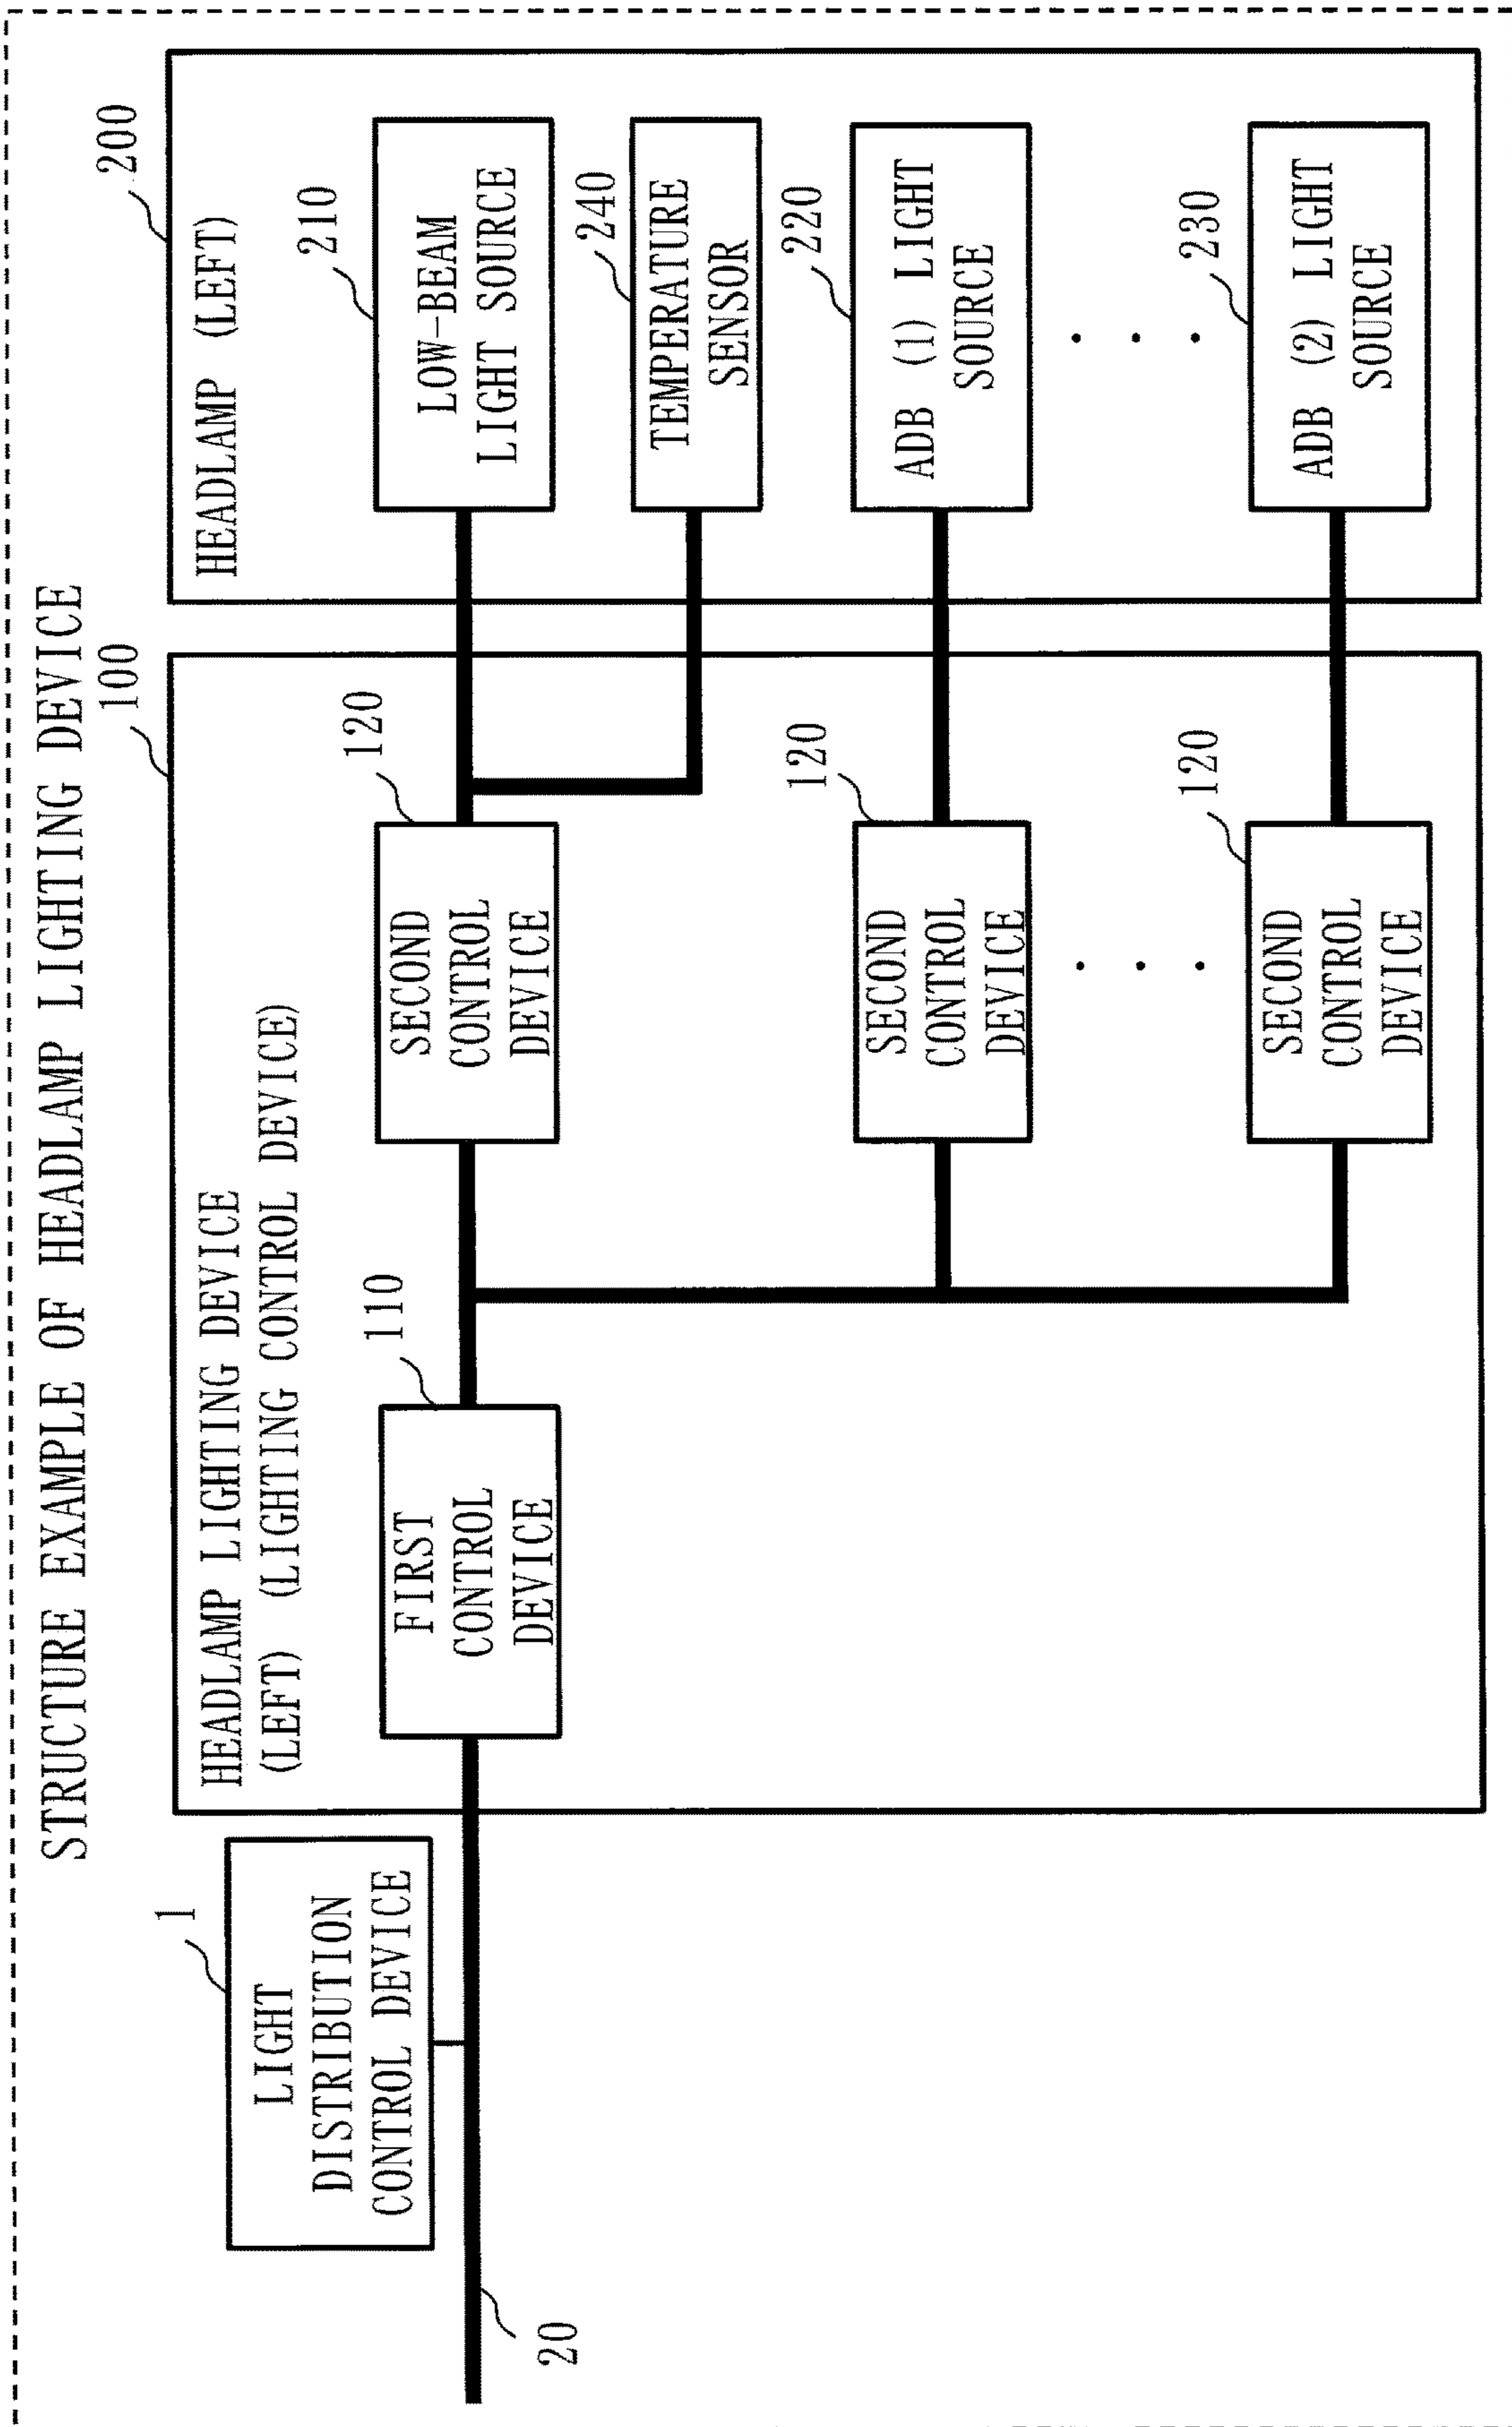 STRUCTURE EXAMPLE OF HEADLAMP LIGHTING DEVICE
1
LIGHT
DISTRIBUTION
CONTROL DEVICE
20
100
HEADLAMP LIGHTING DEVICE
(LEFT) (LIGHTING CONTROL DEVICE)
110
FIRST
CONTROL
DEVICE
120
SECOND
CONTROL
DEVICE
120
SECOND
CONTROL
DEVICE
120
SECOND
CONTROL
DEVICE
200
HEADLAMP (LEFT)
210
LOW-BEAM
LIGHT SOURCE
240
TEMPERATURE
SENSOR
220
ADB (1) LIGHT
SOURCE
230
ADB (2) LIGHT
SOURCE